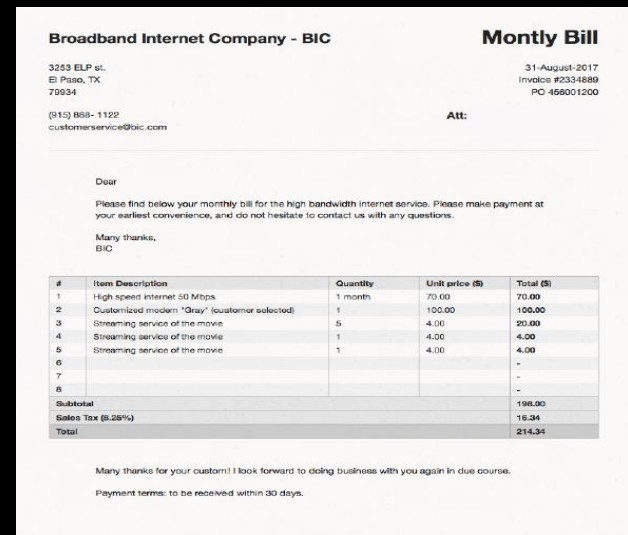 Broadband Internet Company - BIC
Montly Bill
3253 ELP st.
El Paso, TX
79934
31-August-2017
Invoice #2334889
PO 456001200
(915) 868- 1122
customerservice@bic.com
Att:
Dear
Please find below your monthly bill for the high bandwidth internet service. Please make payment at
your earliest convenience, and do not hesitate to contact us with any questions.
Many thanks,
BIC
# Item Description Quantity Unit price ($) Total ($)
1 High speed internet 50 Mbps 1 month 70.00 70.00
2 Customized modem "Gray" (customer selected) 1 100.00 100.00
3 Streaming service of the movie 5 4.00 20.00
4 Streaming service of the movie 1 4.00 4.00
5 Streaming service of the movie 1 4.00 4.00
6 -
7 -
8 -
Subtotal 198.00
Sales Tax (8.25%) 16.34
Total 214.34
Many thanks for your custom! I look forward to doing business with you again in due course.
Payment terms: to be received within 30 days.